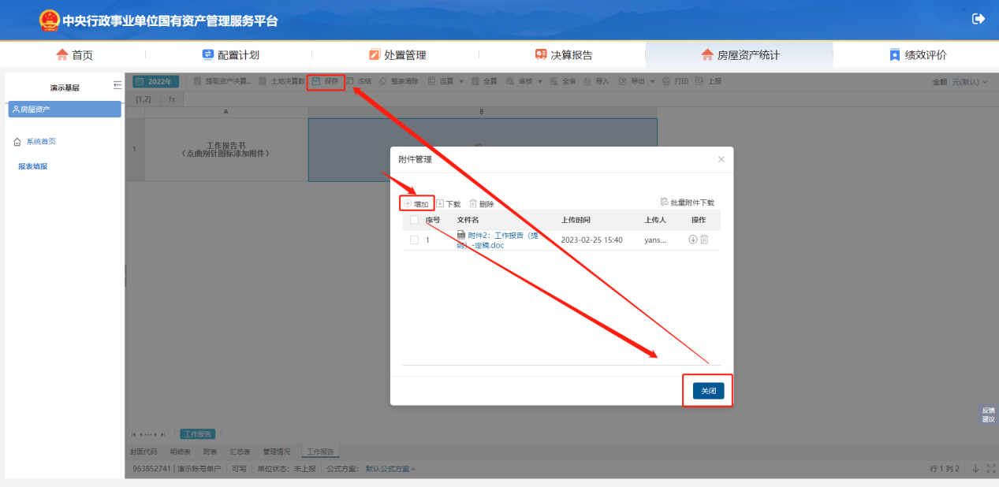 中央行政事业单位国有资产管理服务平台
首页 配置计划 处置管理 决算报告 房屋资产统计 绩效评价
演示基层 2022年 提取资产决算... 土地决算数 保存 冻结 整表清除 运算 全算 审核 全审 导入 导出 打印 上报 金额 元(默认)
[1,2] fx
房屋资产
A B
系统首页
1 工作报告书
（点曲别针图标添加附件）
报表填报
附件管理
增加 下载 删除 批量附件下载
序号 文件名 上传时间 上传人 操作
1 附件2：工作报告（提纲）-定稿.doc 2023-02-25 15:40 yans...
关闭
反馈
建议
工作报告
封面代码 明细表 附表 汇总表 管理情况 工作报告
963852741 | 演示账号单户 可写 单位状态：未上报 公式方案： 默认公式方案 行 1 列 2